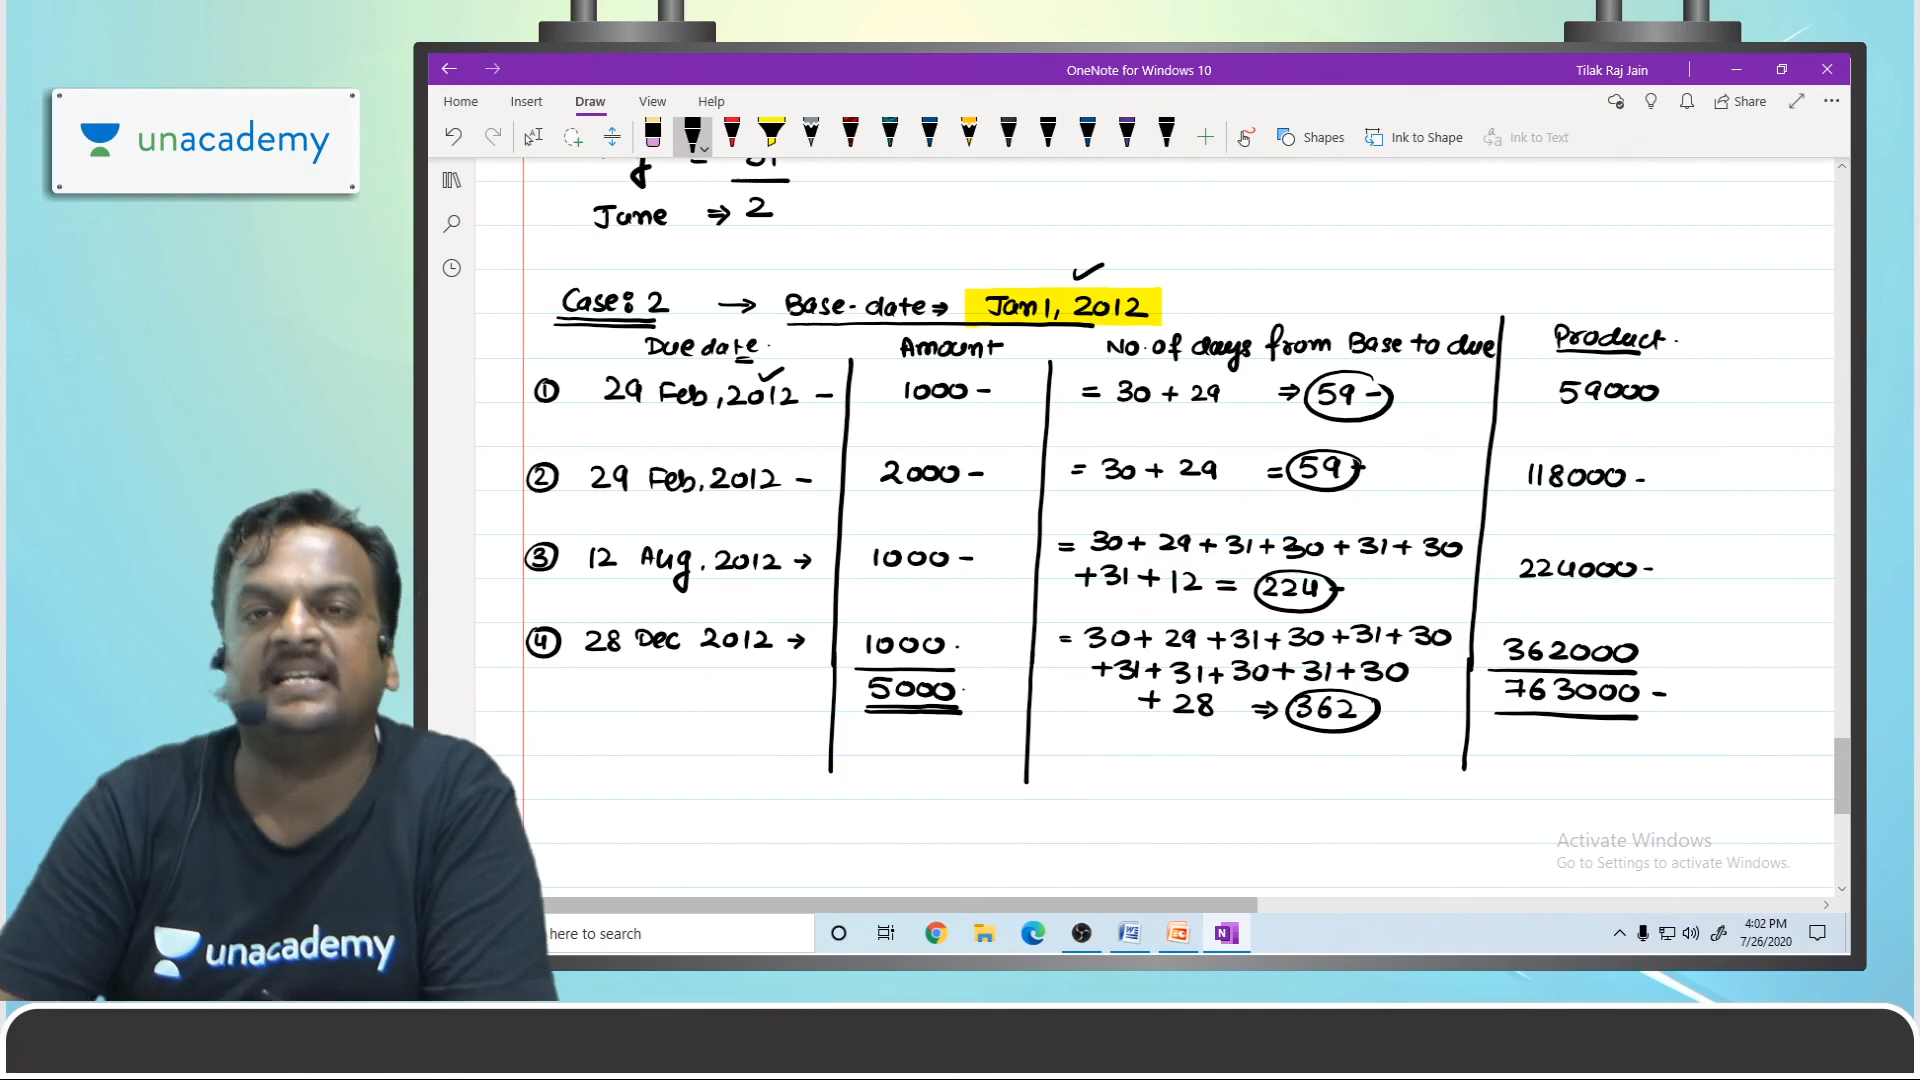 unacademy
OneNote for Windows 10
Tilak Raj Jain
Home Insert Draw View Help
Share
Shapes Ink to Shape Ink to Text
June ⇒ 2
Case: 2 → Base-date ⇒ Jan 1, 2012
Due date. Amount No. of days from Base to due Product.
① 29 Feb, 2012 - 1000 - = 30 + 29 ⇒ 59 - 59000
② 29 Feb, 2012 - 2000 - = 30 + 29 = 59 - 118000 -
③ 12 Aug. 2012 → 1000 - = 30 + 29 + 31 + 30 + 31 + 30
+ 31 + 12 = 224 - 224000 -
④ 28 Dec 2012 → 1000. = 30 + 29 + 31 + 30 + 31 + 30 362000
5000. + 31 + 31 + 30 + 31 + 30 763000 -
+ 28 ⇒ 362
Activate Windows
Go to Settings to activate Windows.
here to search
4:02 PM
7/26/2020
unacademy